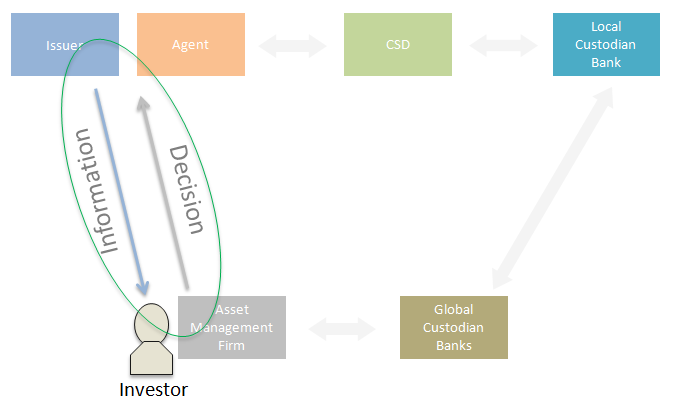 Issuer
Agent
CSD
Local
Custodian
Bank
Information
Decision
Asset
Management
Firm
Global
Custodian
Banks
Investor